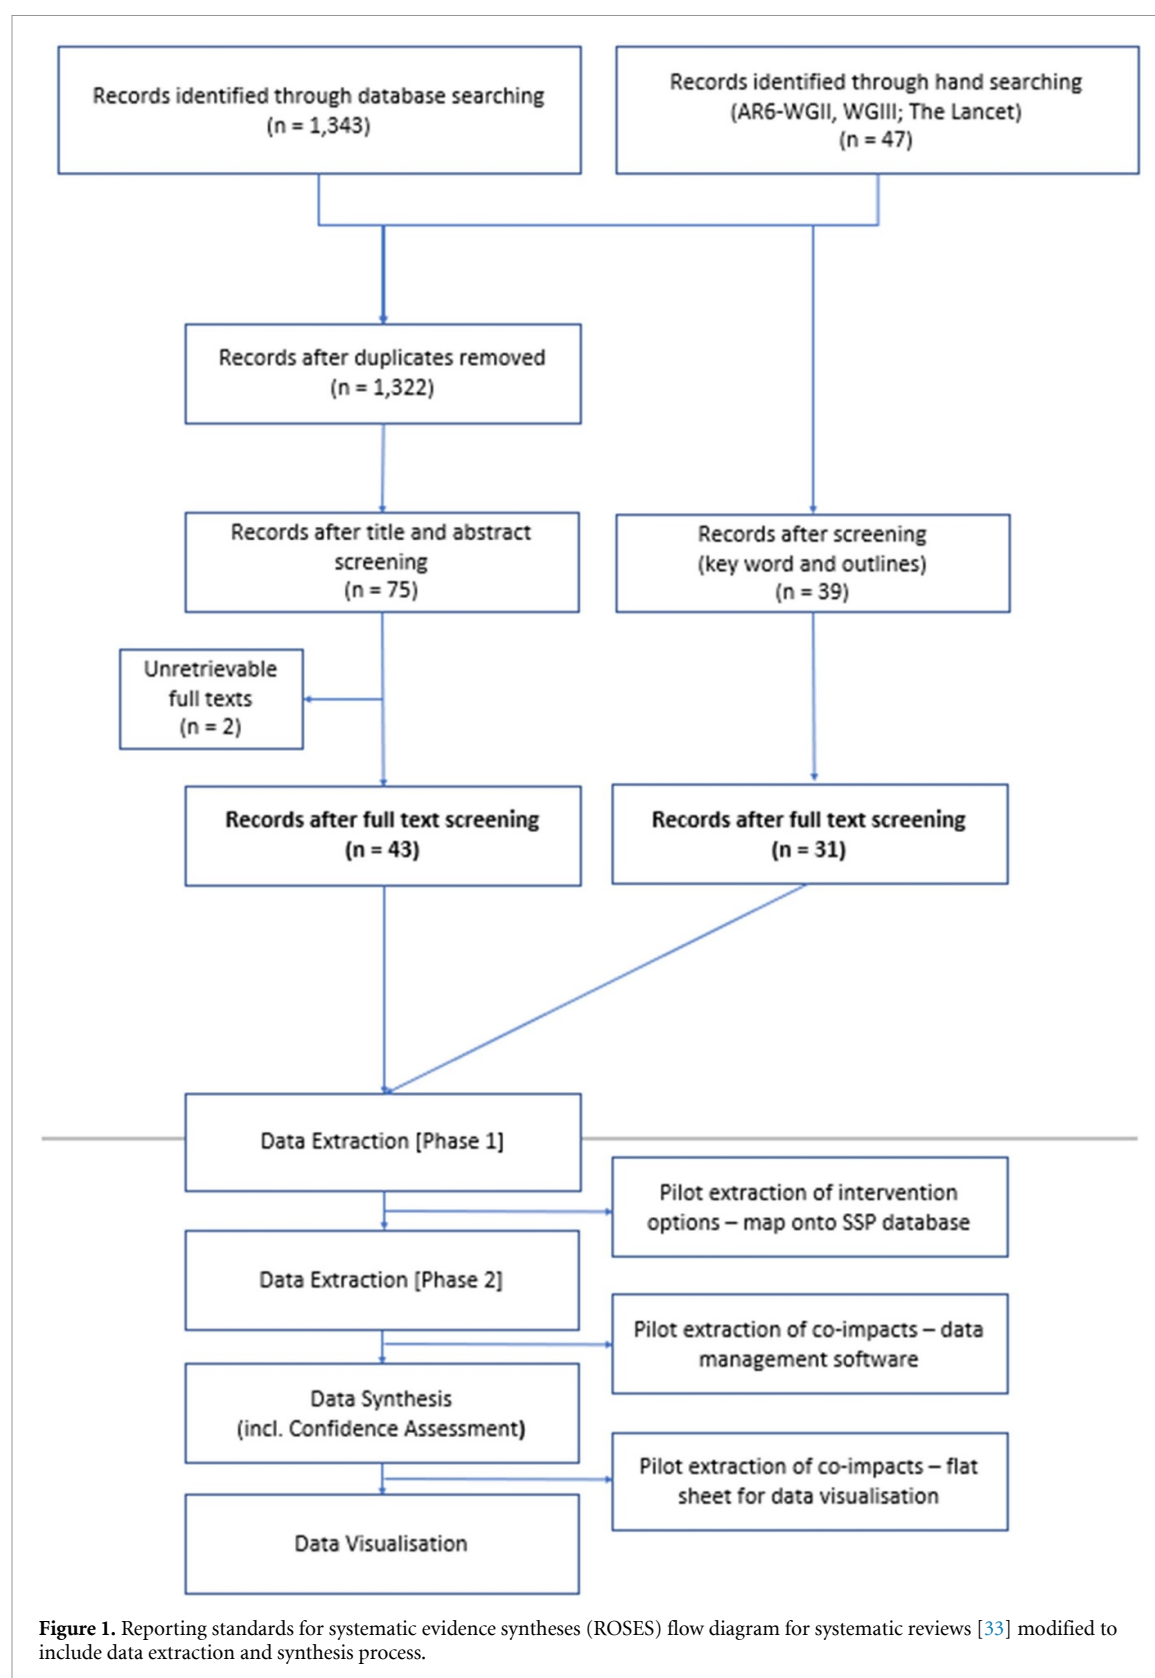 Records identified through database searching
(n = 1,343)
Records identified through hand searching
(AR6-WGII, WGIII; The Lancet)
(n = 47)
Records after duplicates removed
(n = 1,322)
Records after title and abstract
screening
(n = 75)
Records after screening
(key word and outlines)
(n = 39)
Unretrievable
full texts
(n = 2)
Records after full text screening
(n = 43)
Records after full text screening
(n = 31)
Data Extraction [Phase 1]
Pilot extraction of intervention
options – map onto SSP database
Data Extraction [Phase 2]
Pilot extraction of co-impacts – data
management software
Data Synthesis
(incl. Confidence Assessment)
Pilot extraction of co-impacts – flat
sheet for data visualisation
Data Visualisation
Figure 1. Reporting standards for systematic evidence syntheses (ROSES) flow diagram for systematic reviews [33] modified to
include data extraction and synthesis process.